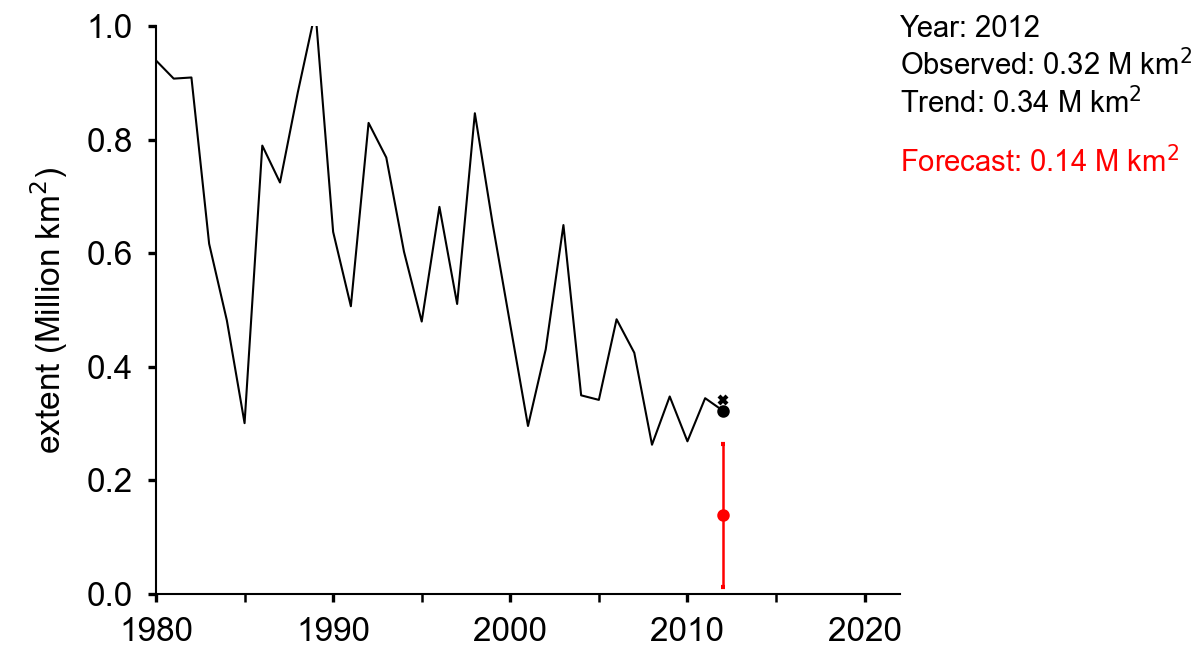 1.0
0.8
0.6
0.4
0.2
0.0
extent (Million km²)
1980
1990
2000
2010
2020
Year: 2012
Observed: 0.32 M km²
Trend: 0.34 M km²
Forecast: 0.14 M km²